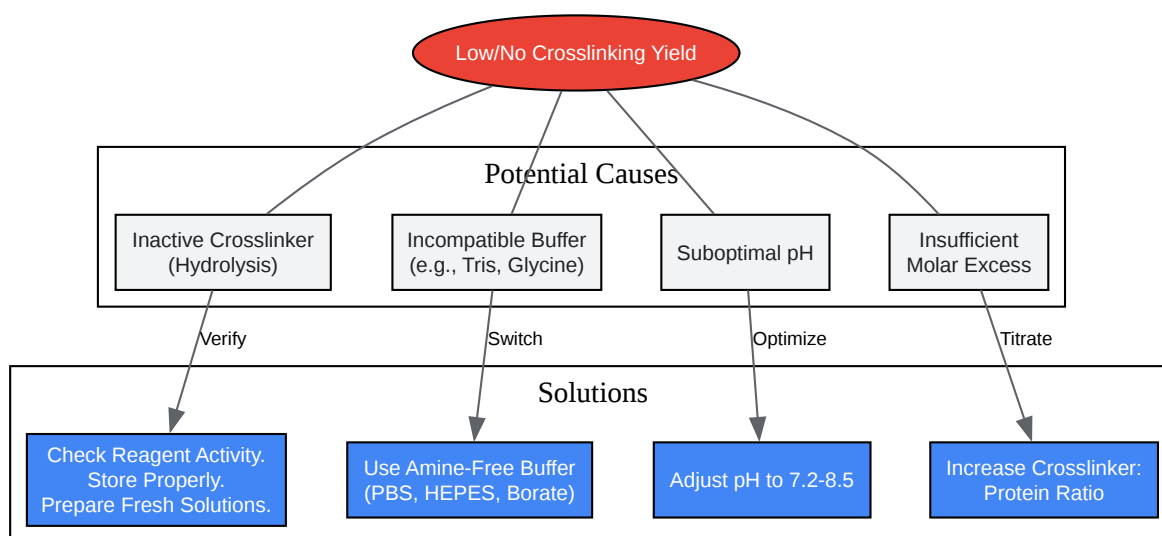 Low/No Crosslinking Yield
Potential Causes
Inactive Crosslinker
(Hydrolysis)
Incompatible Buffer
(e.g., Tris, Glycine)
Suboptimal pH
Insufficient
Molar Excess
Verify
Switch
Optimize
Titrate
Solutions
Check Reagent Activity.
Store Properly.
Prepare Fresh Solutions.
Use Amine-Free Buffer
(PBS, HEPES, Borate)
Adjust pH to 7.2-8.5
Increase Crosslinker:
Protein Ratio